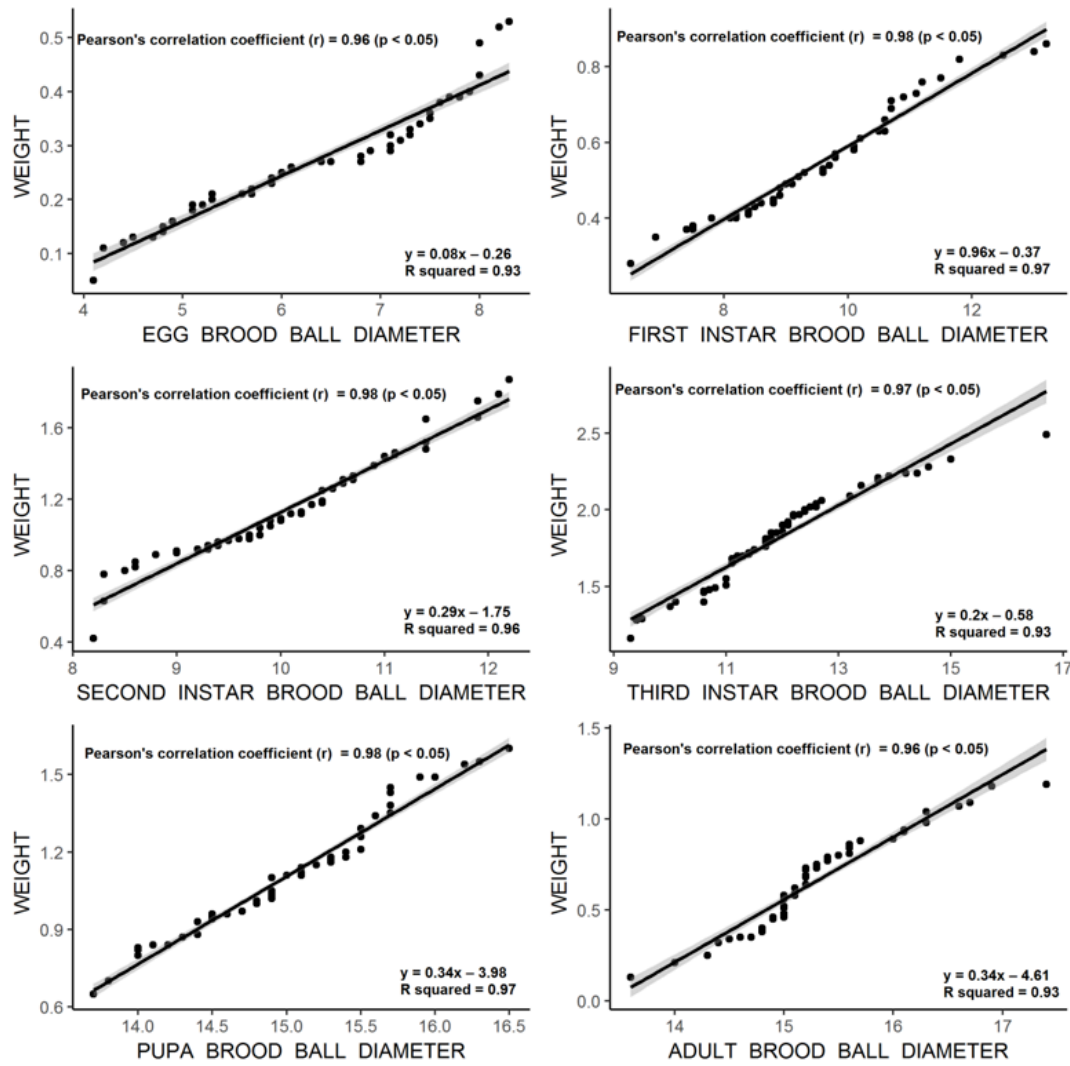 Pearson's correlation coefficient (r) = 0.96 (p < 0.05)
WEIGHT
0.5
0.4
0.3
0.2
0.1
y = 0.08x – 0.26
R squared = 0.93
4 5 6 7 8
EGG BROOD BALL DIAMETER
Pearson's correlation coefficient (r) = 0.98 (p < 0.05)
WEIGHT
0.8
0.6
0.4
y = 0.96x – 0.37
R squared = 0.97
8 10 12
FIRST INSTAR BROOD BALL DIAMETER
Pearson's correlation coefficient (r) = 0.98 (p < 0.05)
WEIGHT
1.6
1.2
0.8
0.4
y = 0.29x – 1.75
R squared = 0.96
8 9 10 11 12
SECOND INSTAR BROOD BALL DIAMETER
Pearson's correlation coefficient (r) = 0.97 (p < 0.05)
WEIGHT
2.5
2.0
1.5
y = 0.2x – 0.58
R squared = 0.93
9 11 13 15 17
THIRD INSTAR BROOD BALL DIAMETER
Pearson's correlation coefficient (r) = 0.98 (p < 0.05)
WEIGHT
1.5
1.2
0.9
0.6
y = 0.34x – 3.98
R squared = 0.97
14.0 14.5 15.0 15.5 16.0 16.5
PUPA BROOD BALL DIAMETER
1.5
Pearson's correlation coefficient (r) = 0.96 (p < 0.05)
WEIGHT
1.0
0.5
0.0
y = 0.34x – 4.61
R squared = 0.93
14 15 16 17
ADULT BROOD BALL DIAMETER